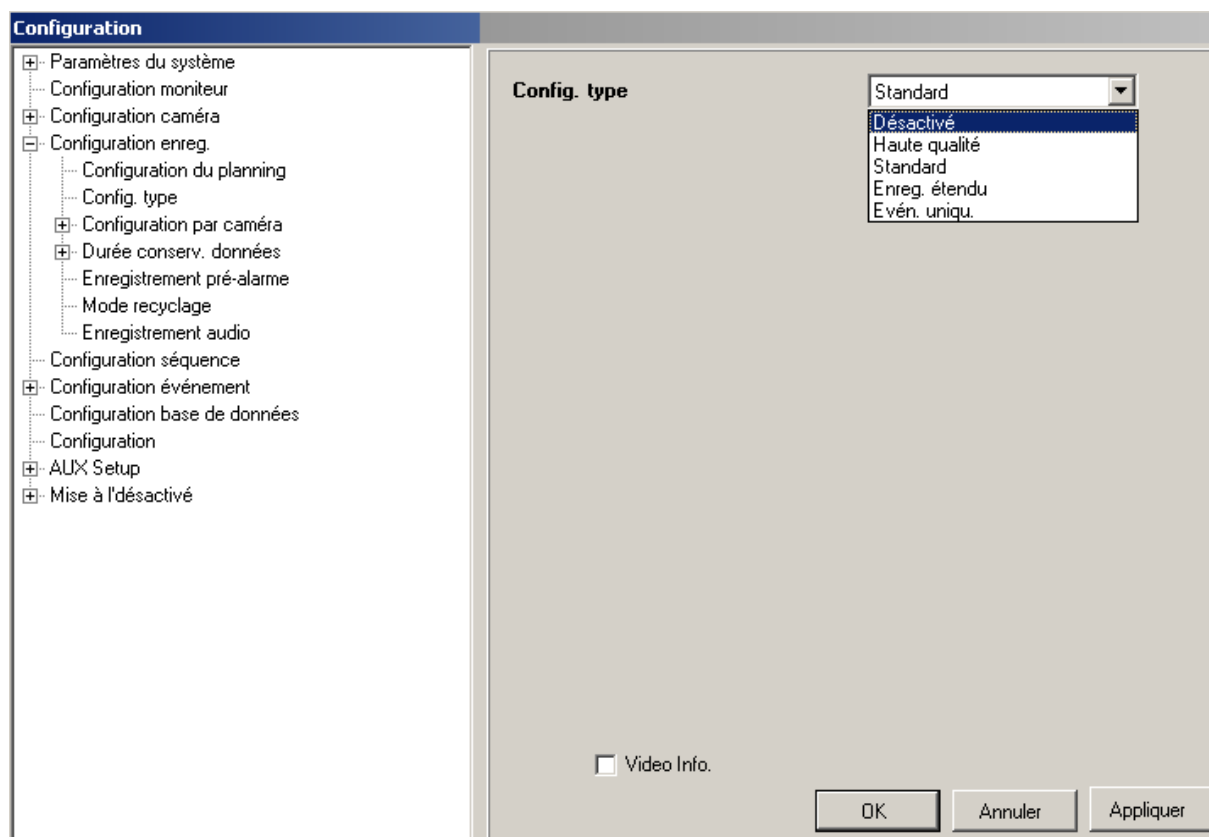 Configuration
Paramètres du système
Configuration moniteur
Configuration caméra
Configuration enreg.
Configuration du planning
Config. type
Configuration par caméra
Durée conserv. données
Enregistrement pré-alarme
Mode recyclage
Enregistrement audio
Configuration séquence
Configuration événement
Configuration base de données
Configuration
AUX Setup
Mise à l'désactivé
Config. type
Standard
Désactivé
Haute qualité
Standard
Enreg. étendu
Evén. uniqu.
Video Info.
OK
Annuler
Appliquer